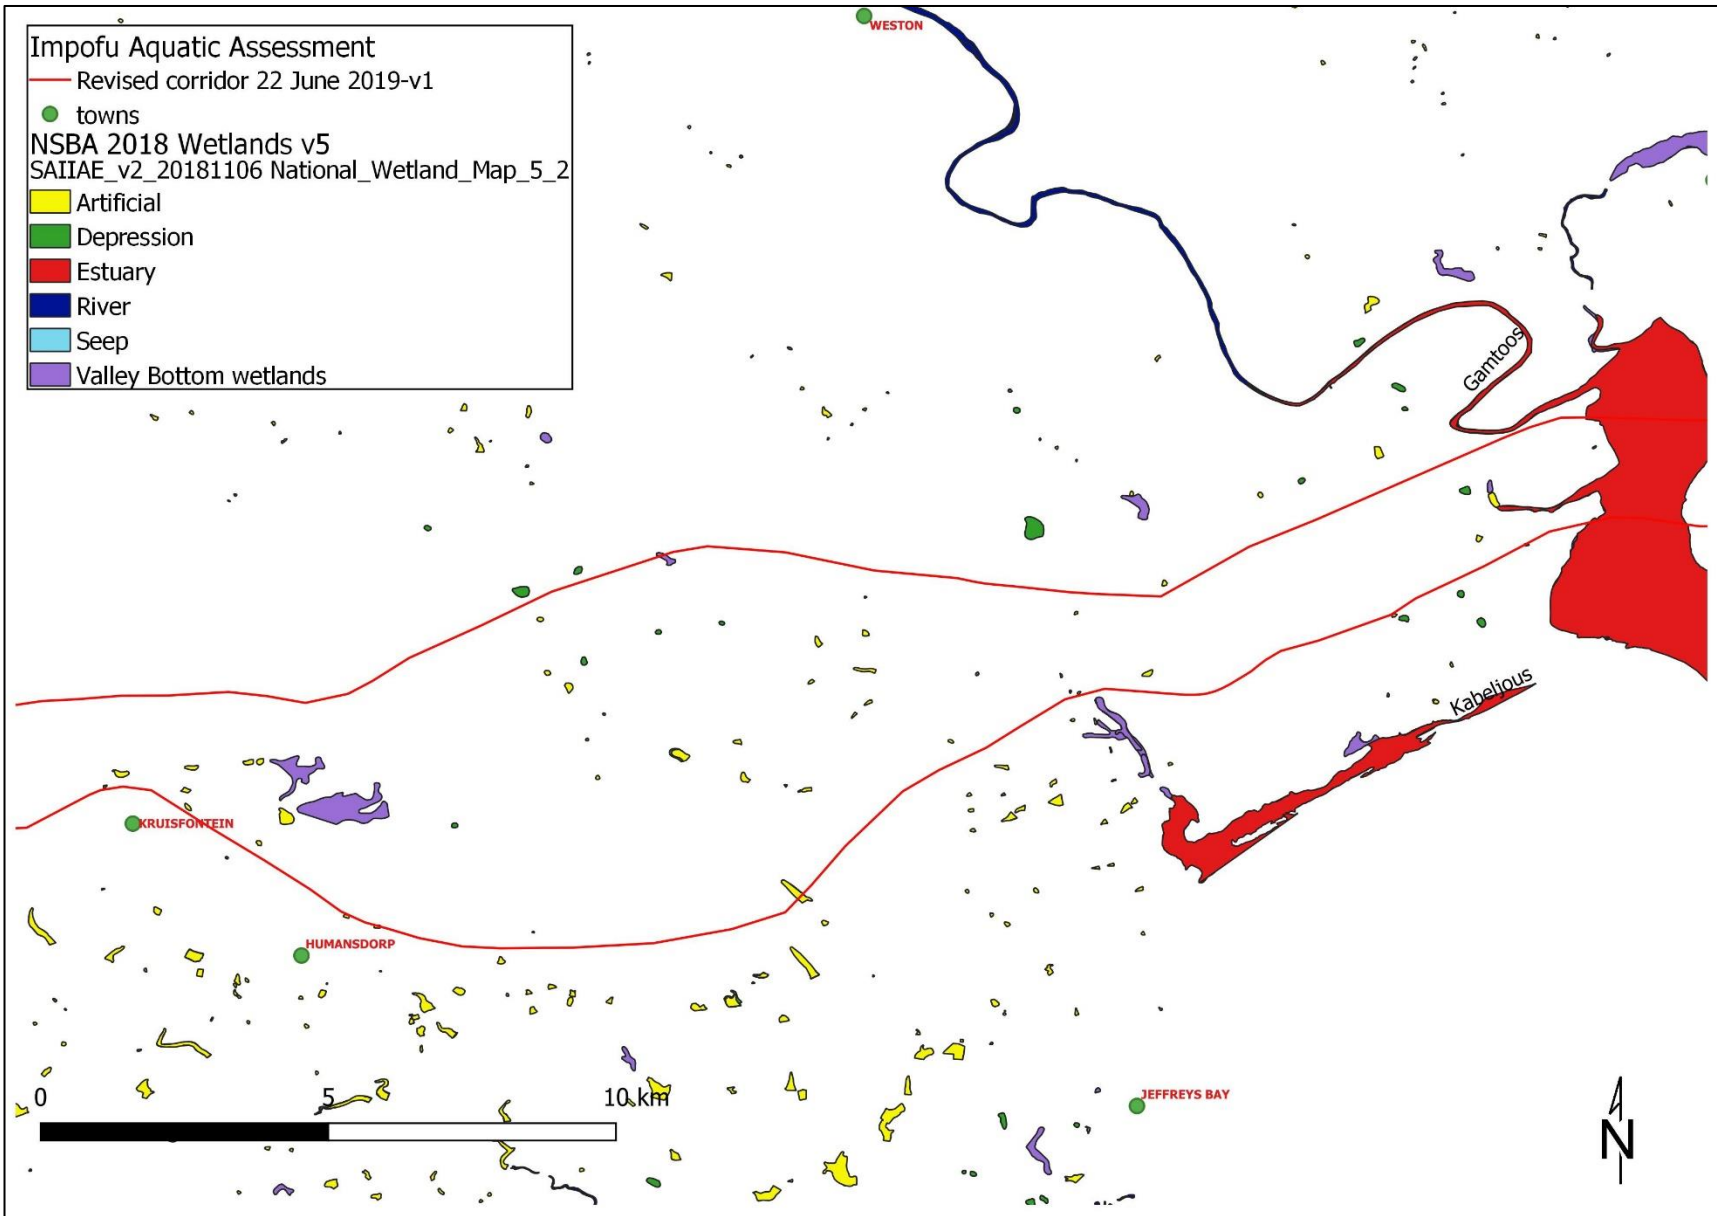 Impofu Aquatic Assessment
Revised corridor 22 June 2019-v1
towns
NSBA 2018 Wetlands v5
SAIIAE_v2_20181106 National_Wetland_Map_5_2
Artificial
Depression
Estuary
River
Seep
Valley Bottom wetlands
WESTON
Gamtoos
Kabeljous
KRUISFONTEIN
HUMANSDORP
JEFFREYS BAY
0 5 10 km
N